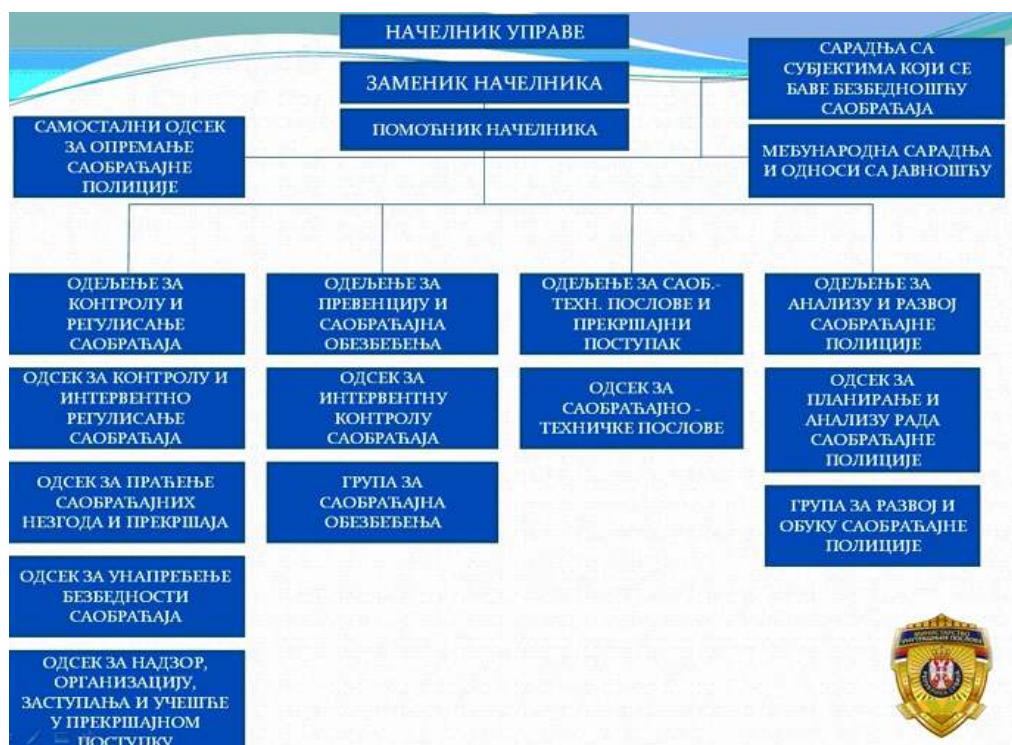 НАЧЕЛНИК УПРАВЕ
ЗАМЕНИК НАЧЕЛНИКА
ПОМОЋНИК НАЧЕЛНИКА
САРАДЊА СА
СУБЈЕКТИМА КОЈИ СЕ
БАВЕ БЕЗБЕДНОШЋУ
САОБРАЋАЈА
САМОСТАЛНИ ОДСЕК
ЗА ОПРЕМАЊЕ
САОБРАЋАЈНЕ
ПОЛИЦИЈЕ
МЕЂУНАРОДНА САРАДЊА
И ОДНОСИ СА ЈАВНОШЋУ
ОДЕЉЕЊЕ ЗА
КОНТРОЛУ И
РЕГУЛИСАЊЕ
САОБРАЋАЈА
ОДСЕК ЗА КОНТРОЛУ И
ИНТЕРВЕНТНО
РЕГУЛИСАЊЕ
САОБРАЋАЈА
ОДСЕК ЗА ПРАЋЕЊЕ
САОБРАЋАЈНИХ
НЕЗГОДА И ПРЕКРШАЈА
ОДСЕК ЗА УНАПРЕЂЕЊЕ
БЕЗБЕДНОСТИ
САОБРАЋАЈА
ОДСЕК ЗА НАДЗОР,
ОРГАНИЗАЦИЈУ,
ЗАСТУПАЊА И УЧЕШЋЕ
У ПРЕКРШАЈНОМ
ПОСТУПКУ
ОДЕЉЕЊЕ ЗА
ПРЕВЕНЦИЈУ И
САОБРАЋАЈНА
ОБЕЗБЕЂЕЊА
ОДСЕК ЗА
ИНТЕРВЕНТНУ
КОНТРОЛУ
САОБРАЋАЈА
ГРУПА ЗА
САОБРАЋАЈНА
ОБЕЗБЕЂЕЊА
ОДЕЉЕЊЕ ЗА САОБ.-
ТЕХН. ПОСЛОВЕ И
ПРЕКРШАЈНИ
ПОСТУПАК
ОДСЕК ЗА
САОБРАЋАЈНО -
ТЕХНИЧКЕ ПОСЛОВЕ
ОДЕЉЕЊЕ ЗА
АНАЛИЗУ И РАЗВОЈ
САОБРАЋАЈНЕ
ПОЛИЦИЈЕ
ОДСЕК ЗА
ПЛАНИРАЊЕ И
АНАЛИЗУ РАДА
САОБРАЋАЈНЕ
ПОЛИЦИЈЕ
ГРУПА ЗА РАЗВОЈ И
ОБУКУ САОБРАЋАЈНЕ
ПОЛИЦИЈЕ
МИНИСТАРСТВО
УНУТРАШЊИХ ПОСЛОВА